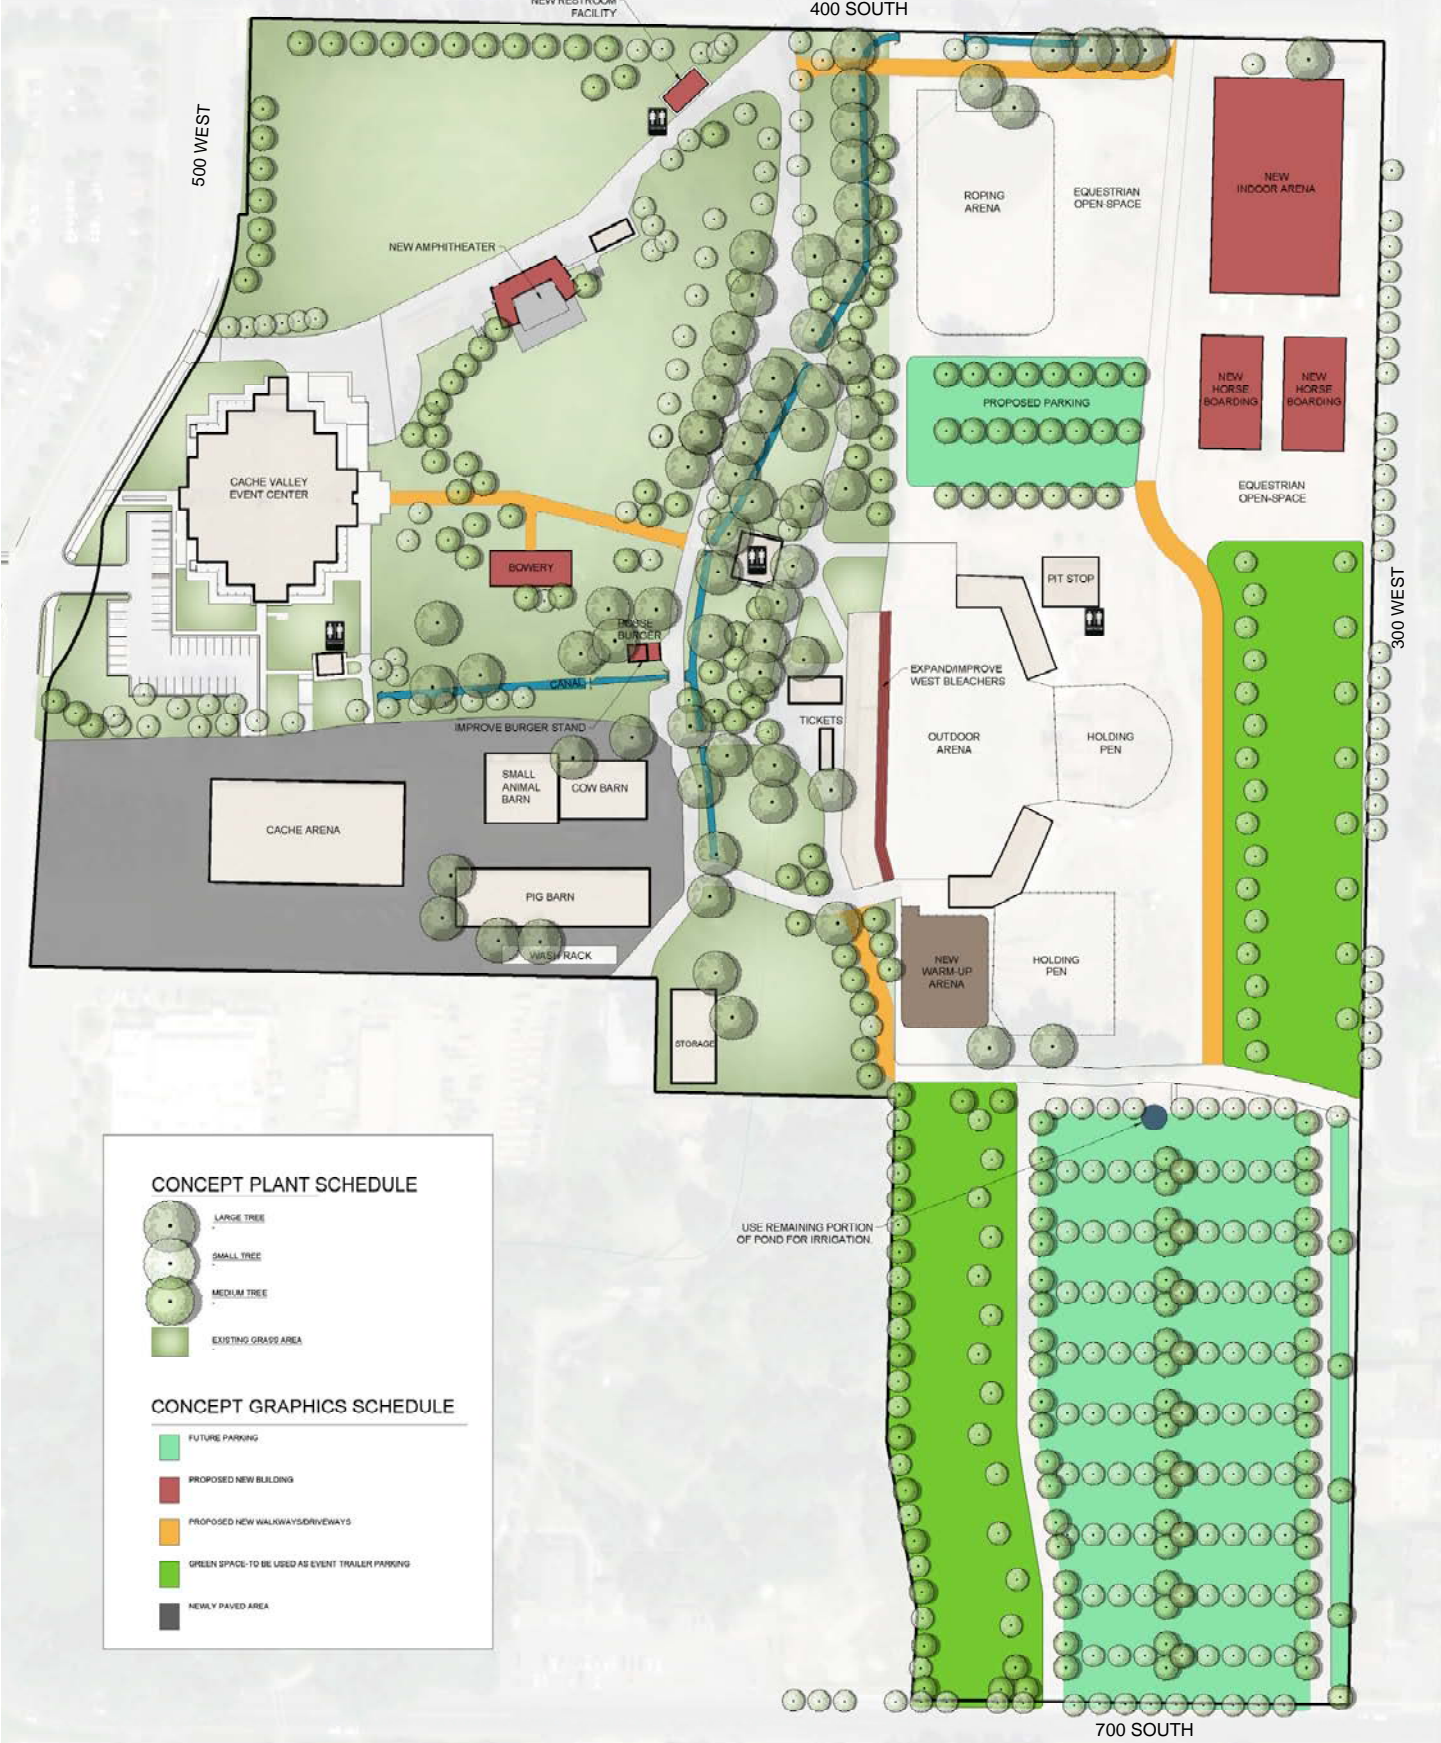 NEW RESTROOM
FACILITY
400 SOUTH
500 WEST
NEW AMPHITHEATER
ROPING
ARENA
EQUESTRIAN
OPEN-SPACE
NEW
INDOOR ARENA
PROPOSED PARKING
NEW
HORSE
BOARDING
NEW
HORSE
BOARDING
EQUESTRIAN
OPEN-SPACE
CACHE VALLEY
EVENT CENTER
BOWERY
PIT STOP
300 WEST
BURGER
EXPAND/IMPROVE
WEST BLEACHERS
CANAL
TICKETS
IMPROVE BURGER STAND
OUTDOOR
ARENA
HOLDING
PEN
SMALL
ANIMAL
BARN
COW BARN
CACHE ARENA
PIG BARN
WASH RACK
NEW
WARM-UP
ARENA
HOLDING
PEN
STORAGE
USE REMAINING PORTION
OF POND FOR IRRIGATION.
CONCEPT PLANT SCHEDULE
LARGE TREE
SMALL TREE
MEDIUM TREE
EXISTING GRASS AREA
CONCEPT GRAPHICS SCHEDULE
FUTURE PARKING
PROPOSED NEW BUILDING
PROPOSED NEW WALKWAYS/DRIVEWAYS
GREEN SPACE-TO BE USED AS EVENT TRAILER PARKING
NEWLY PAVED AREA
700 SOUTH